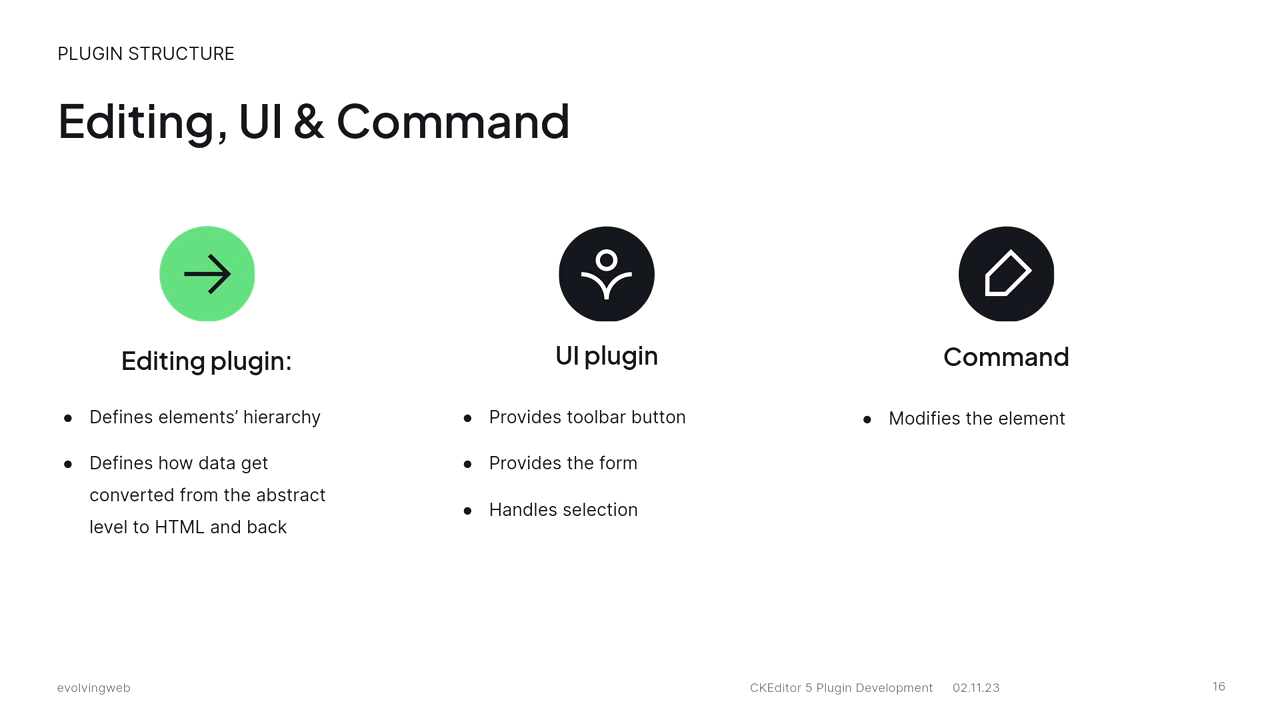 PLUGIN STRUCTURE
Editing, UI & Command
Editing plugin:
● Defines elements’ hierarchy
● Defines how data get
converted from the abstract
level to HTML and back
UI plugin
● Provides toolbar button
● Provides the form
● Handles selection
Command
● Modifies the element
evolvingweb
CKEditor 5 Plugin Development 02.11.23
16